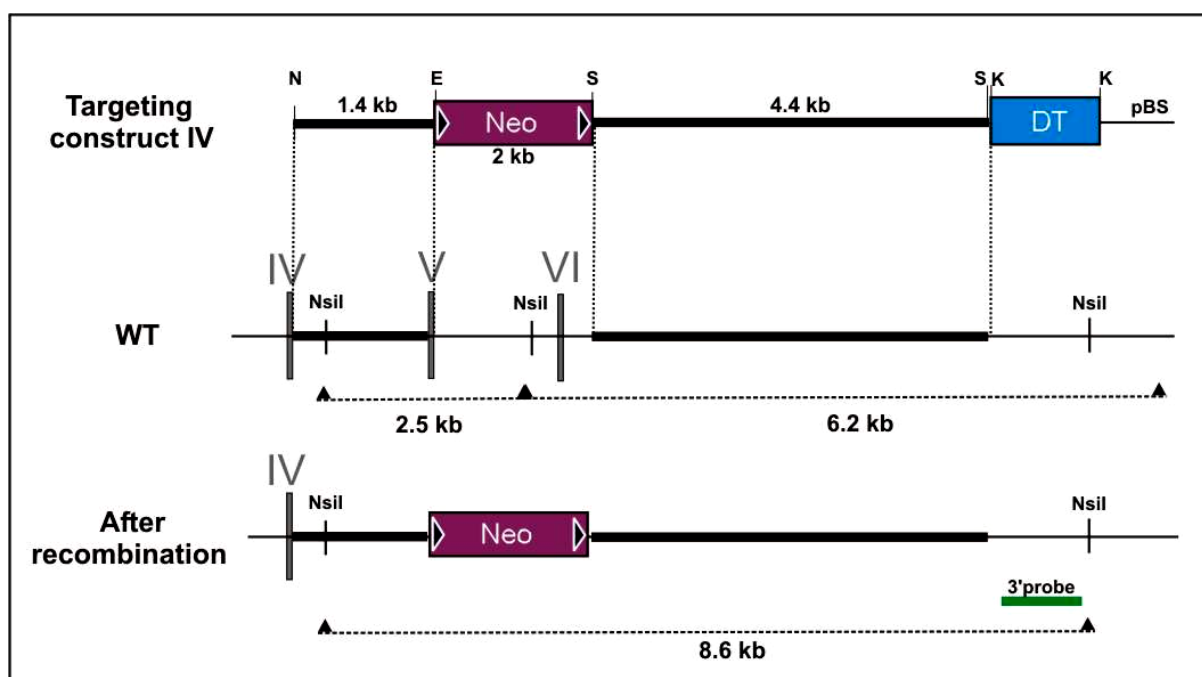 N E S S K K
1.4 kb 4.4 kb pBS
Targeting
construct IV
Neo DT
2 kb
IV V VI
NsiI NsiI NsiI
WT
2.5 kb 6.2 kb
IV
NsiI NsiI
After
recombination
Neo
3'probe
8.6 kb